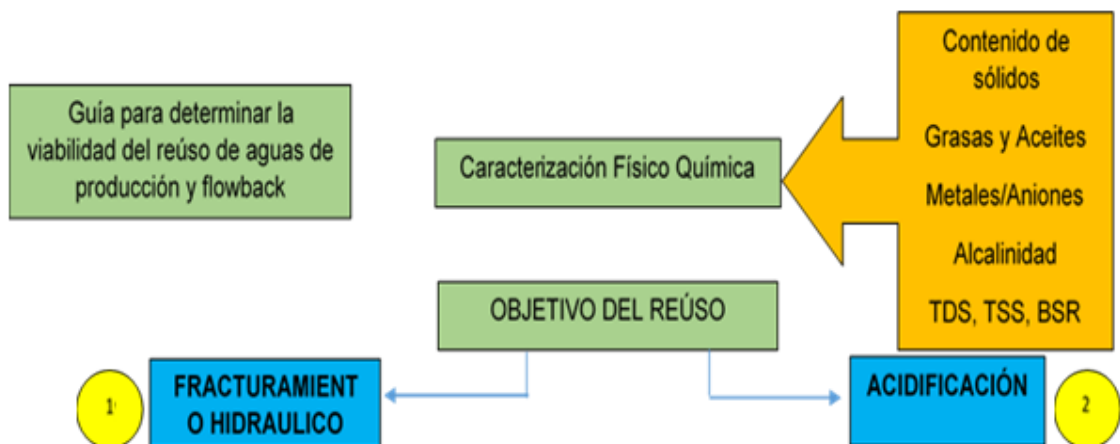 Guía para determinar la
viabilidad del reúso de aguas de
producción y flowback
Caracterización Físico Química
Contenido de
sólidos
Grasas y Aceites
Metales/Aniones
Alcalinidad
TDS, TSS, BSR
OBJETIVO DEL REÚSO
1
FRACTURAMIENT
O HIDRAULICO
ACIDIFICACIÓN
2